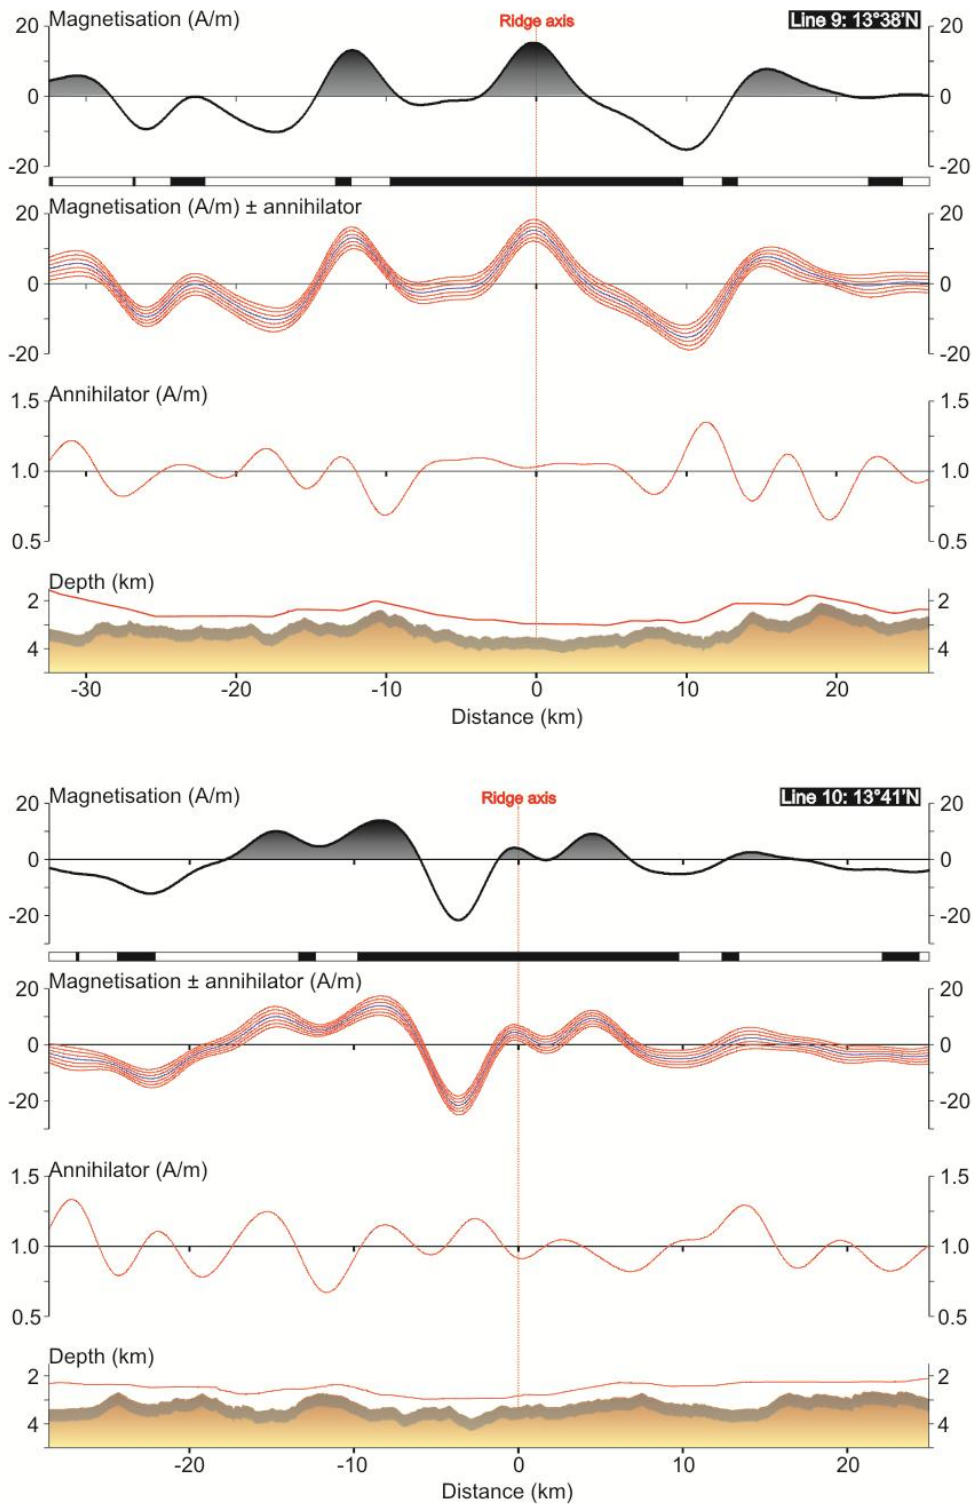 Magnetisation (A/m) Ridge axis Line 9: 13°38'N
20 20
0 0
-20 -20
Magnetisation (A/m) ± annihilator
20 20
0 0
-20 -20
Annihilator (A/m)
1.5 1.5
1.0 1.0
0.5 0.5
Depth (km)
2 2
4 4
-30 -20 -10 0 10 20
Distance (km)
Magnetisation (A/m) Ridge axis Line 10: 13°41'N
20 20
0 0
-20 -20
Magnetisation ± annihilator (A/m)
20 20
0 0
-20 -20
Annihilator (A/m)
1.5 1.5
1.0 1.0
0.5 0.5
Depth (km)
2 2
4 4
-20 -10 0 10 20
Distance (km)